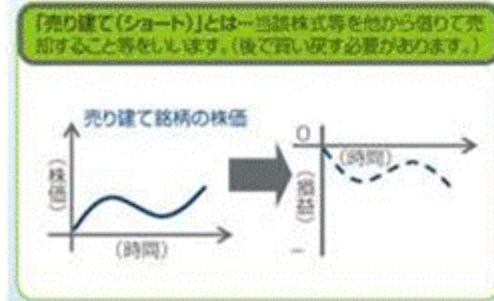 「売り建て(ショート)」とは…当該株式等を他から借りて売
却すること等をいいます。(後で買い戻す必要があります。)
売り建て銘柄の株価
(株価)
(時間)
0
(時間)
(損益)
−